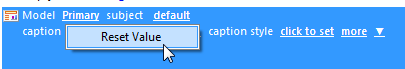 Model Primary subject default
caption Reset Value caption style click to set more ▼